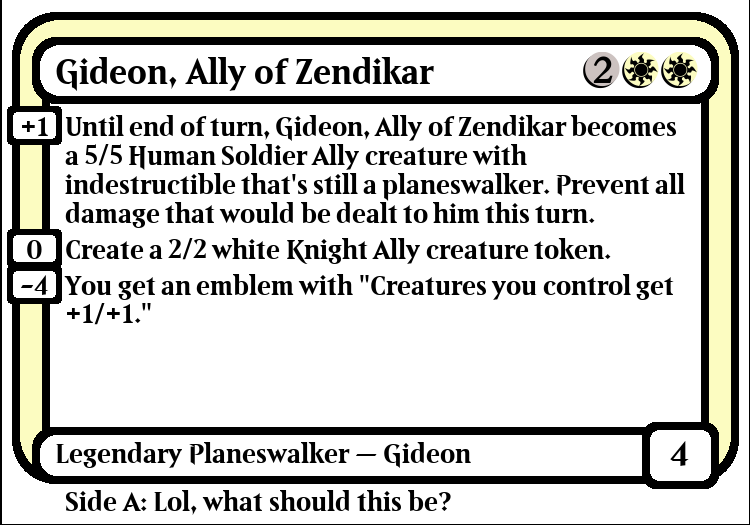 Gideon, Ally of Zendikar 2
+1 Until end of turn, Gideon, Ally of Zendikar becomes
a 5/5 Human Soldier Ally creature with
indestructible that's still a planeswalker. Prevent all
damage that would be dealt to him this turn.
0 Create a 2/2 white Knight Ally creature token.
−4 You get an emblem with "Creatures you control get
+1/+1."
Legendary Planeswalker — Gideon 4
Side A: Lol, what should this be?